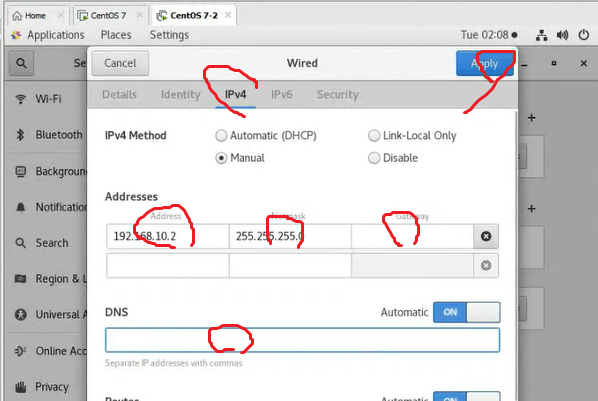 Home CentOS 7 CentOS 7-2
Applications Places Settings Tue 02:08
Cancel Wired Apply
Details Identity IPv4 IPv6 Security
Wi-Fi
Bluetooth
Background
Notification
Search
Region & L
Universal A
Online Acc
Privacy
IPv4 Method Automatic (DHCP) Link-Local Only
Manual Disable
Addresses
Address Netmask Gateway
192.168.10.2 255.255.255.0
DNS Automatic ON
Separate IP addresses with commas
Routes Automatic ON